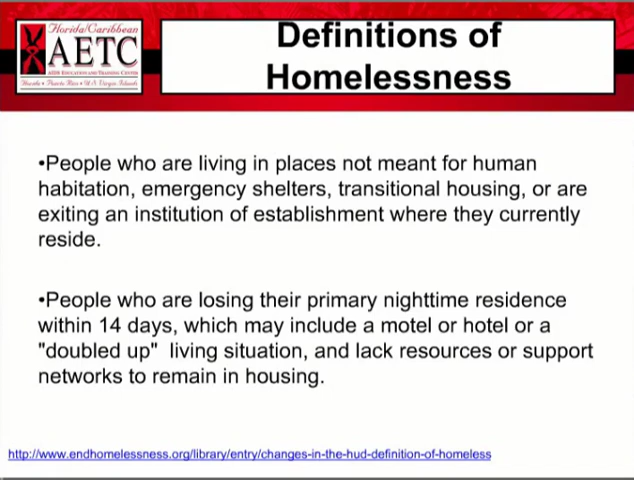 Florida/Caribbean
AETC
AIDS EDUCATION AND TRAINING CENTER
Florida • Puerto Rico • U.S. Virgin Islands
Definitions of
Homelessness
•People who are living in places not meant for human
habitation, emergency shelters, transitional housing, or are
exiting an institution of establishment where they currently
reside.
•People who are losing their primary nighttime residence
within 14 days, which may include a motel or hotel or a
"doubled up" living situation, and lack resources or support
networks to remain in housing.
http://www.endhomelessness.org/library/entry/changes-in-the-hud-definition-of-homeless